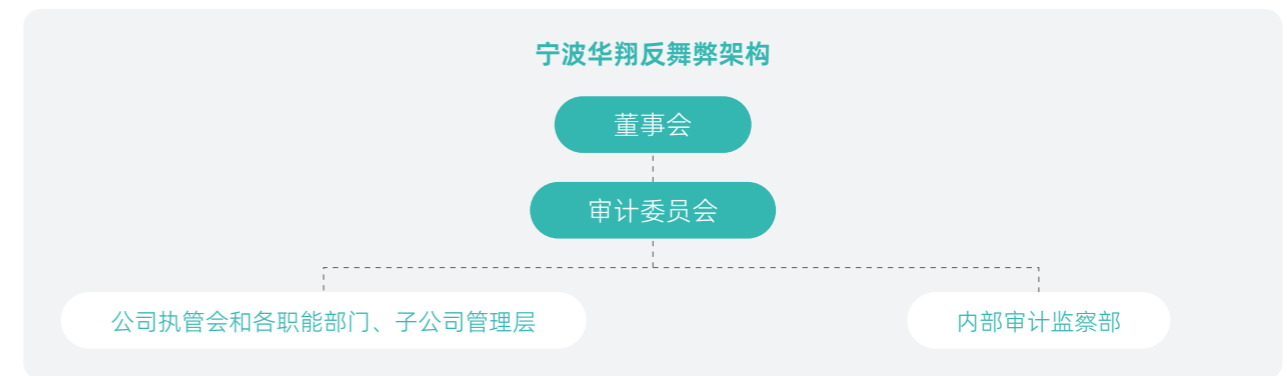 宁波华翔反舞弊架构
董事会
审计委员会
公司执管会和各职能部门、子公司管理层
内部审计监察部